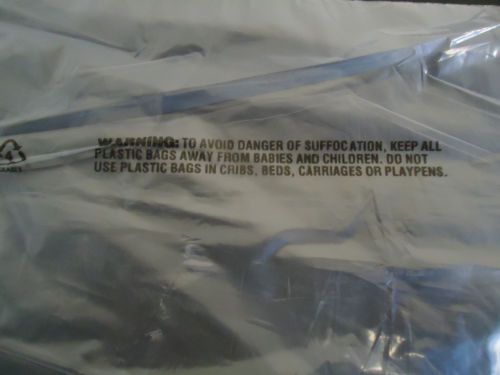 WARNING: TO AVOID DANGER OF SUFFOCATION, KEEP ALL
PLASTIC BAGS AWAY FROM BABIES AND CHILDREN. DO NOT
USE PLASTIC BAGS IN CRIBS, BEDS, CARRIAGES OR PLAYPENS.
4